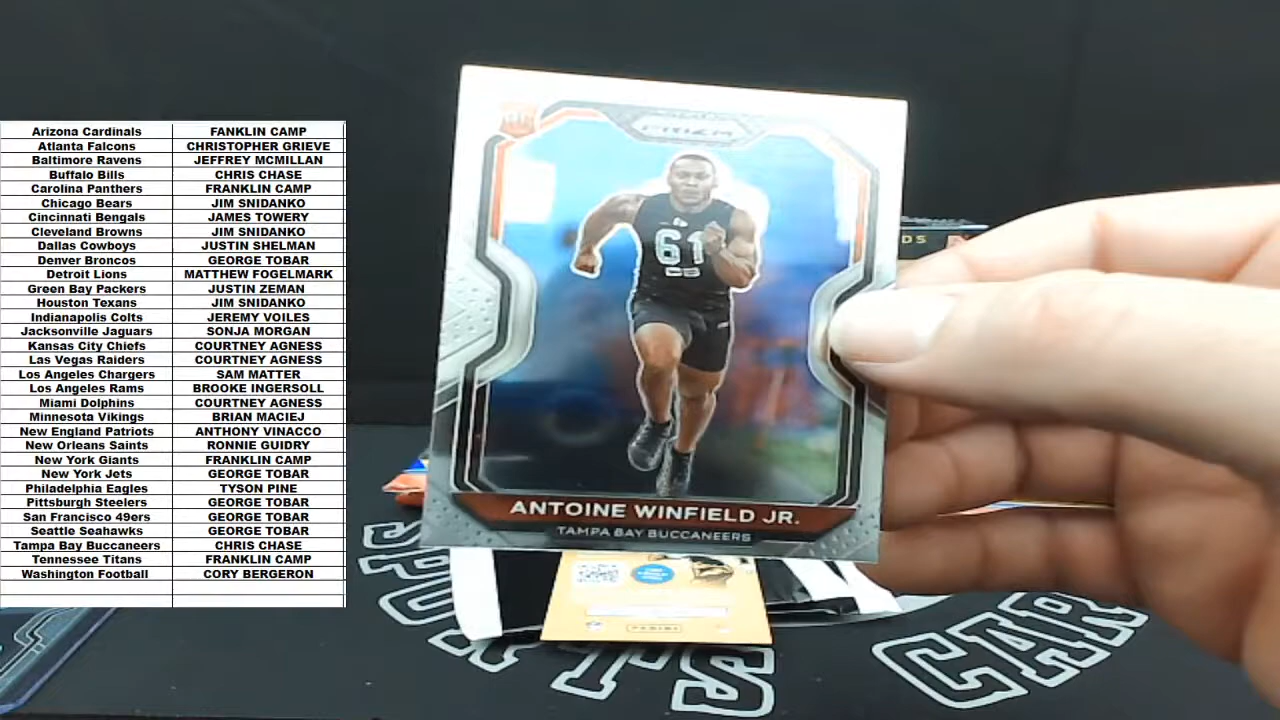 Arizona Cardinals FANKLIN CAMP
Atlanta Falcons CHRISTOPHER GRIEVE
Baltimore Ravens JEFFREY MCMILLAN
Buffalo Bills CHRIS CHASE
Carolina Panthers FRANKLIN CAMP
Chicago Bears JIM SNIDANKO
Cincinnati Bengals JAMES TOWERY
Cleveland Browns JIM SNIDANKO
Dallas Cowboys JUSTIN SHELMAN
Denver Broncos GEORGE TOBAR
Detroit Lions MATTHEW FOGELMARK
Green Bay Packers JUSTIN ZEMAN
Houston Texans JIM SNIDANKO
Indianapolis Colts JEREMY VOILES
Jacksonville Jaguars SONJA MORGAN
Kansas City Chiefs COURTNEY AGNESS
Las Vegas Raiders COURTNEY AGNESS
Los Angeles Chargers SAM MATTER
Los Angeles Rams BROOKE INGERSOLL
Miami Dolphins COURTNEY AGNESS
Minnesota Vikings BRIAN MACIEJ
New England Patriots ANTHONY VINACCO
New Orleans Saints RONNIE GUIDRY
New York Giants FRANKLIN CAMP
New York Jets GEORGE TOBAR
Philadelphia Eagles TYSON PINE
Pittsburgh Steelers GEORGE TOBAR
San Francisco 49ers GEORGE TOBAR
Seattle Seahawks GEORGE TOBAR
Tampa Bay Buccaneers CHRIS CHASE
Tennessee Titans FRANKLIN CAMP
Washington Football CORY BERGERON
RC
PRIZM
61
ANTOINE WINFIELD JR.
TAMPA BAY BUCCANEERS
PANINI
SPORTS CAR